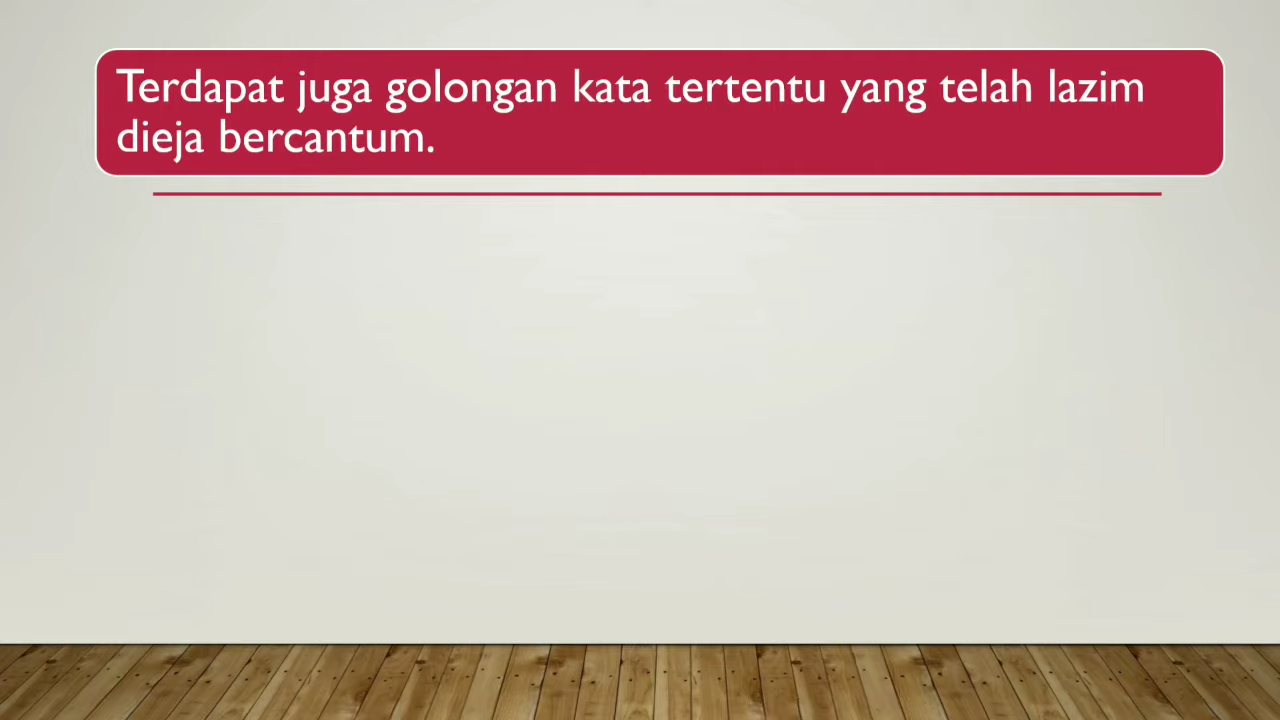 Terdapat juga golongan kata tertentu yang telah lazim
dieja bercantum.